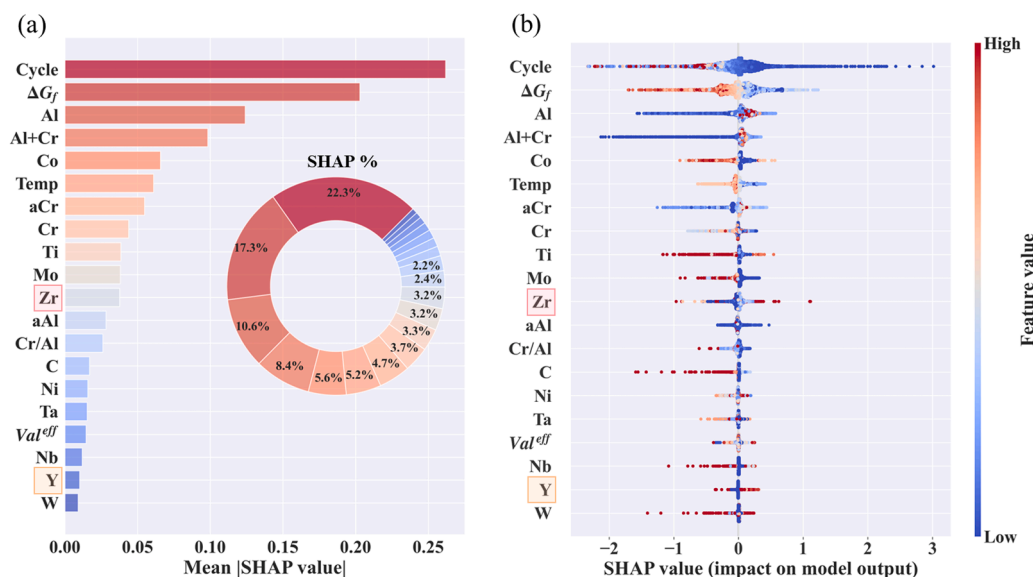 (a)
Cycle
ΔG_f
Al
Al+Cr
Co
Temp
aCr
Cr
Ti
Mo
Zr
aAl
Cr/Al
C
Ni
Ta
Val^eff
Nb
Y
W
SHAP %
22.3%
17.3%
10.6%
8.4%
5.6%
5.2%
4.7%
3.7%
3.3%
3.2%
3.2%
2.4%
2.2%
0.00 0.05 0.10 0.15 0.20 0.25
Mean |SHAP value|
(b)
Cycle
ΔG_f
Al
Al+Cr
Co
Temp
aCr
Cr
Ti
Mo
Zr
aAl
Cr/Al
C
Ni
Ta
Val^eff
Nb
Y
W
−2 −1 0 1 2 3
SHAP value (impact on model output)
High
Feature value
Low